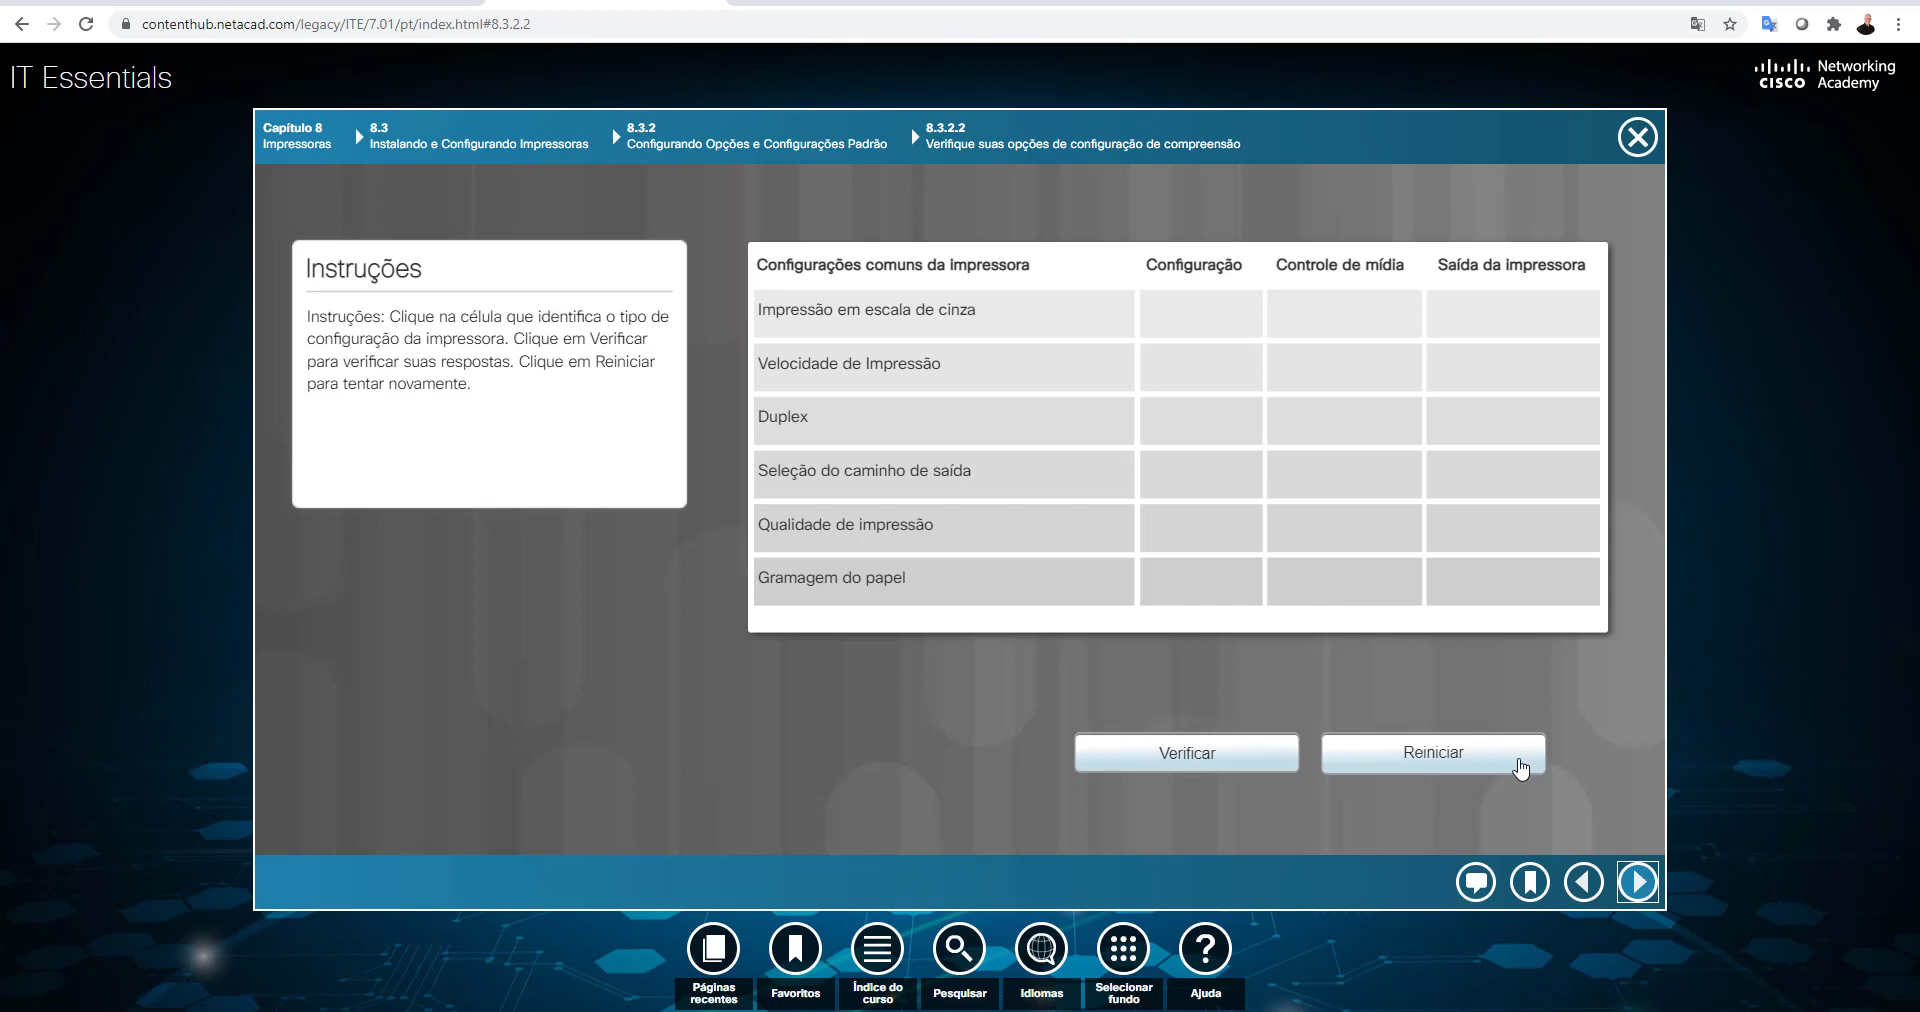 contenthub.netacad.com/legacy/ITE/7.01/pt/index.html#8.3.2.2
IT Essentials
CISCO Networking Academy
Capítulo 8
Impressoras
8.3
Instalando e Configurando Impressoras
8.3.2
Configurando Opções e Configurações Padrão
8.3.2.2
Verifique suas opções de configuração de compreensão
Instruções
Instruções: Clique na célula que identifica o tipo de
configuração da impressora. Clique em Verificar
para verificar suas respostas. Clique em Reiniciar
para tentar novamente.
Configurações comuns da impressora Configuração Controle de mídia Saída da impressora
Impressão em escala de cinza
Velocidade de Impressão
Duplex
Seleção do caminho de saída
Qualidade de impressão
Gramagem do papel
Verificar Reiniciar
Páginas
recentes
Favoritos
Índice do
curso
Pesquisar
Idiomas
Selecionar
fundo
Ajuda